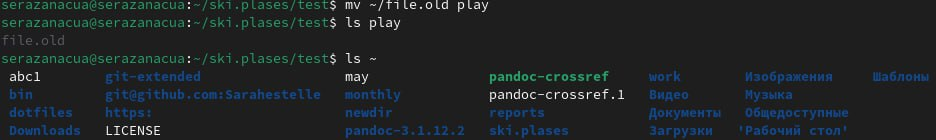 serazanacua@serazanacua:~/ski.plases/test$ mv ~/file.old play
serazanacua@serazanacua:~/ski.plases/test$ ls play
file.old
serazanacua@serazanacua:~/ski.plases/test$ ls ~
abc1 git-extended may pandoc-crossref work Изображения Шаблоны
bin git@github.com:Sarahestelle monthly pandoc-crossref.1 Видео Музыка
dotfiles https: newdir reports Документы Общедоступные
Downloads LICENSE pandoc-3.1.12.2 ski.plases Загрузки 'Рабочий стол'